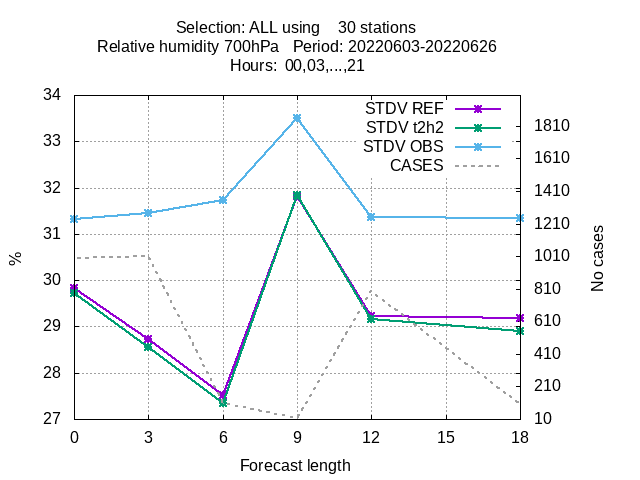 Selection: ALL using    30 stations
Relative humidity 700hPa   Period: 20220603-20220626
Hours:  00,03,...,21
STDV REF
STDV t2h2
STDV OBS
CASES
%
34
33
32
31
30
29
28
27
1810
1610
1410
1210
1010
810
610
410
210
10
No cases
0 3 6 9 12 15 18
Forecast length